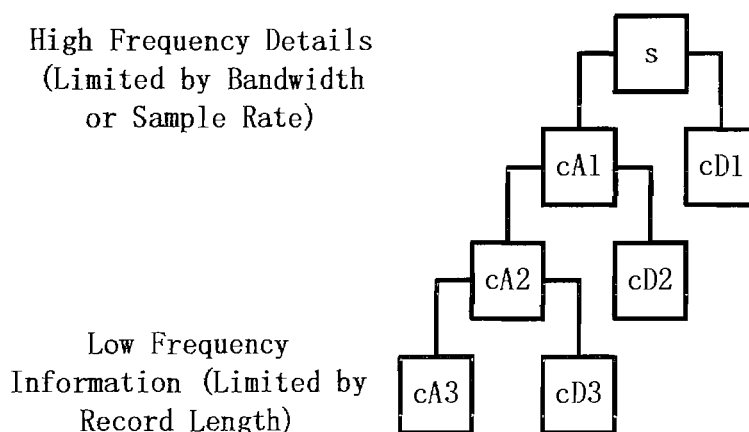 High Frequency Details
(Limited by Bandwidth
or Sample Rate)
s
cA1
cD1
cA2
cD2
Low Frequency
Information (Limited by
Record Length)
cA3
cD3